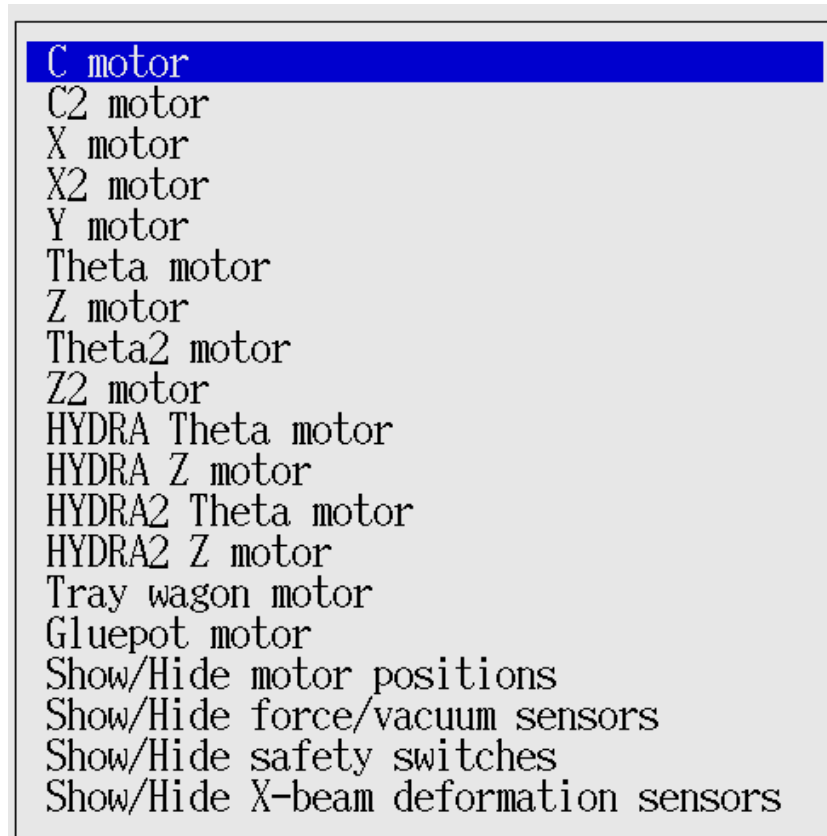 C motor
C2 motor
X motor
X2 motor
Y motor
Theta motor
Z motor
Theta2 motor
Z2 motor
HYDRA Theta motor
HYDRA Z motor
HYDRA2 Theta motor
HYDRA2 Z motor
Tray wagon motor
Gluepot motor
Show/Hide motor positions
Show/Hide force/vacuum sensors
Show/Hide safety switches
Show/Hide X-beam deformation sensors